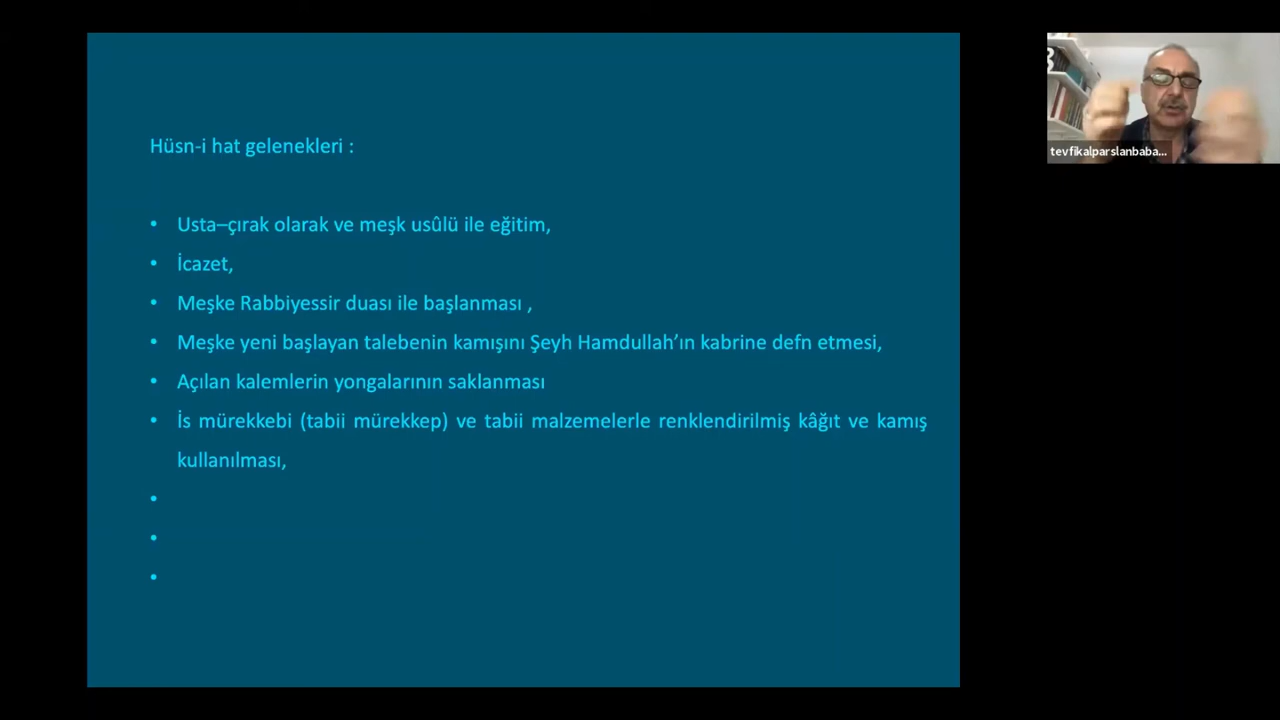 Hüsn-i hat gelenekleri :
• Usta–çırak olarak ve meşk usûlü ile eğitim,
• İcazet,
• Meşke Rabbiyessir duası ile başlanması ,
• Meşke yeni başlayan talebenin kamışını Şeyh Hamdullah’ın kabrine defn etmesi,
• Açılan kalemlerin yongalarının saklanması
• İs mürekkebi (tabii mürekkep) ve tabii malzemelerle renklendirilmiş kâğıt ve kamış
kullanılması,
•
•
•
tevfikalparslanbaba...